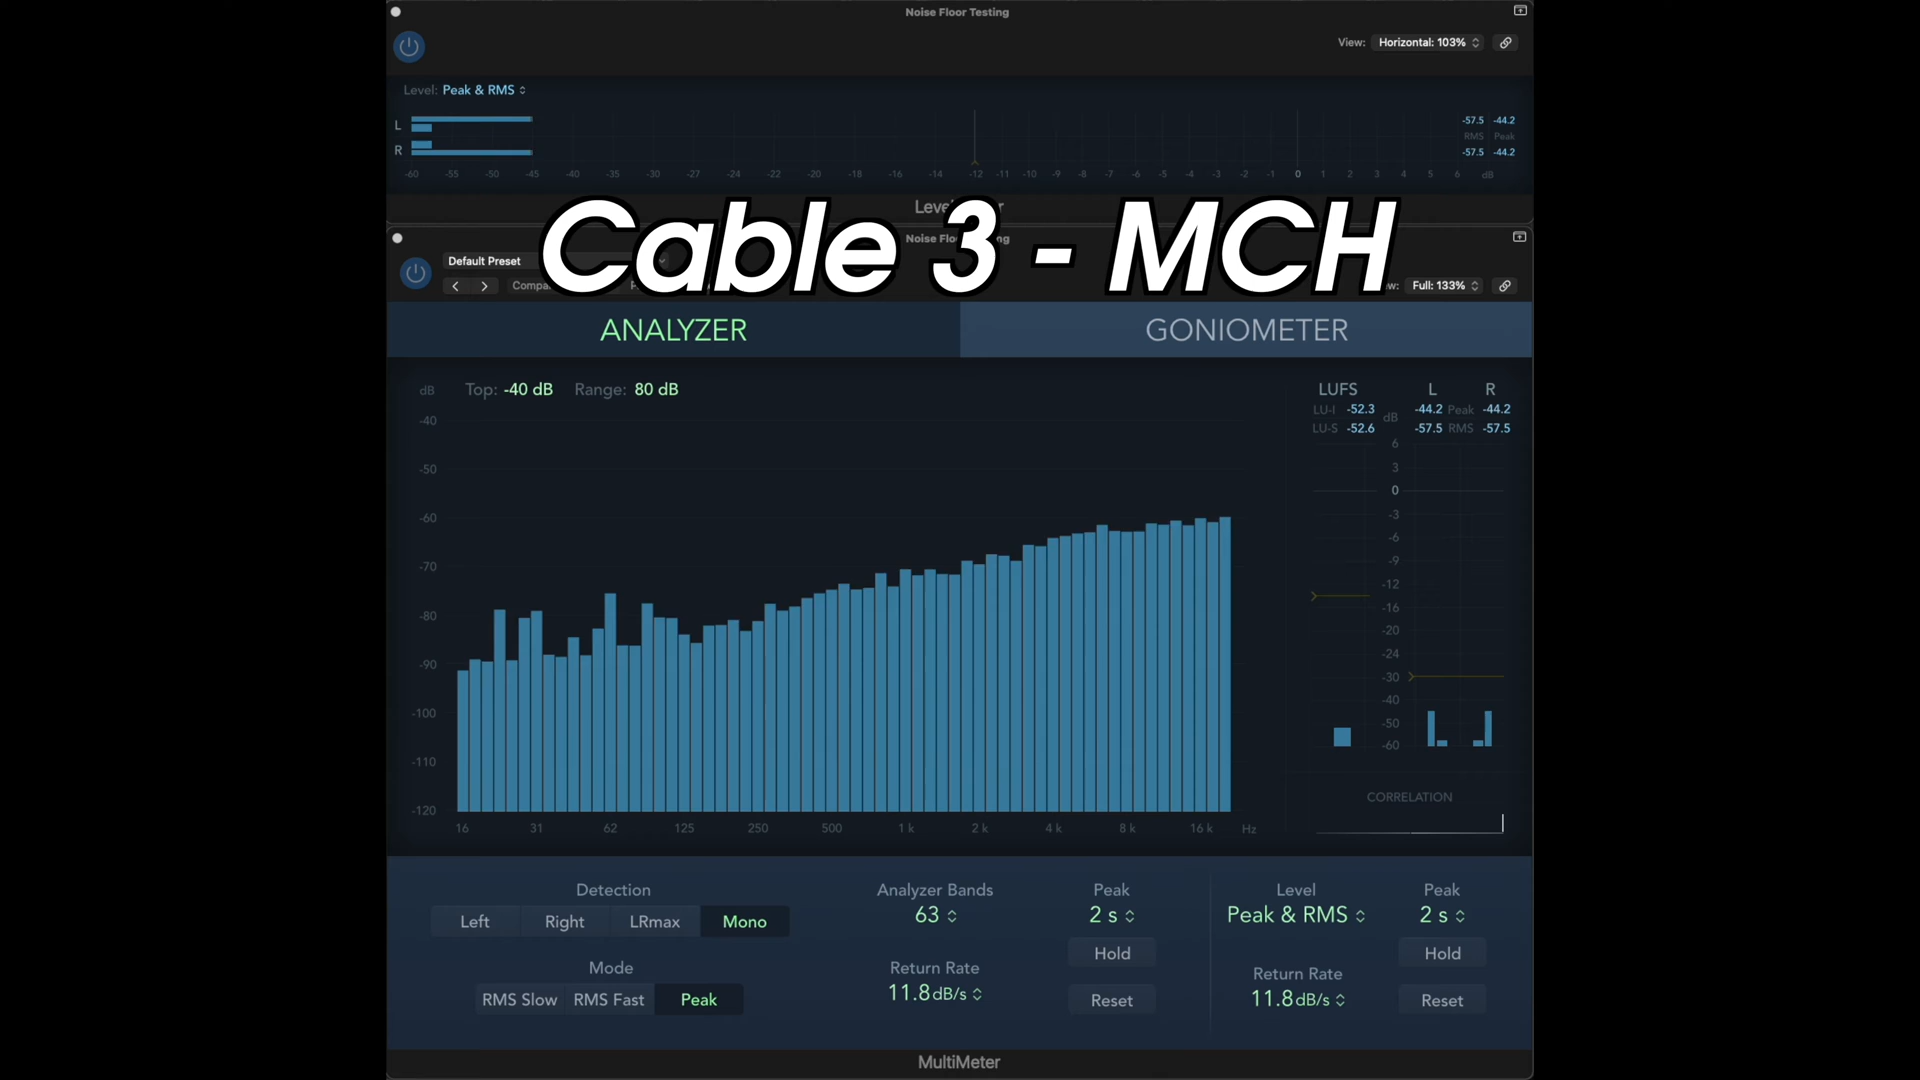 Noise Floor Testing
View: Horizontal: 103%
Level: Peak & RMS
L
R
-57.5 -44.2
RMS Peak
-57.5 -44.2
-60 -55 -50 -45 -40 -35 -30 -27 -24 -22 -20 -18 -16 -14 -12 -11 -10 -9 -8 -7 -6 -5 -4 -3 -2 -1 0 1 2 3 4 5 6 dB
Cable 3 - MCH
Default Preset
Full: 133%
ANALYZER GONIOMETER
dB Top: -40 dB Range: 80 dB
-40
-50
-60
-70
-80
-90
-100
-110
-120
16 31 62 125 250 500 1 k 2 k 4 k 8 k 16 k Hz
LUFS L R
LU-I -52.3 dB -44.2 Peak -44.2
LU-S -52.6 -57.5 RMS -57.5
6
3
0
-3
-6
-9
-12
-16
-20
-24
-30
-40
-50
-60
CORRELATION
Detection
Left Right LRmax Mono
Mode
RMS Slow RMS Fast Peak
Analyzer Bands
63
Return Rate
11.8dB/s
Peak
2 s
Hold
Reset
Level
Peak & RMS
Return Rate
11.8dB/s
Peak
2 s
Hold
Reset
MultiMeter